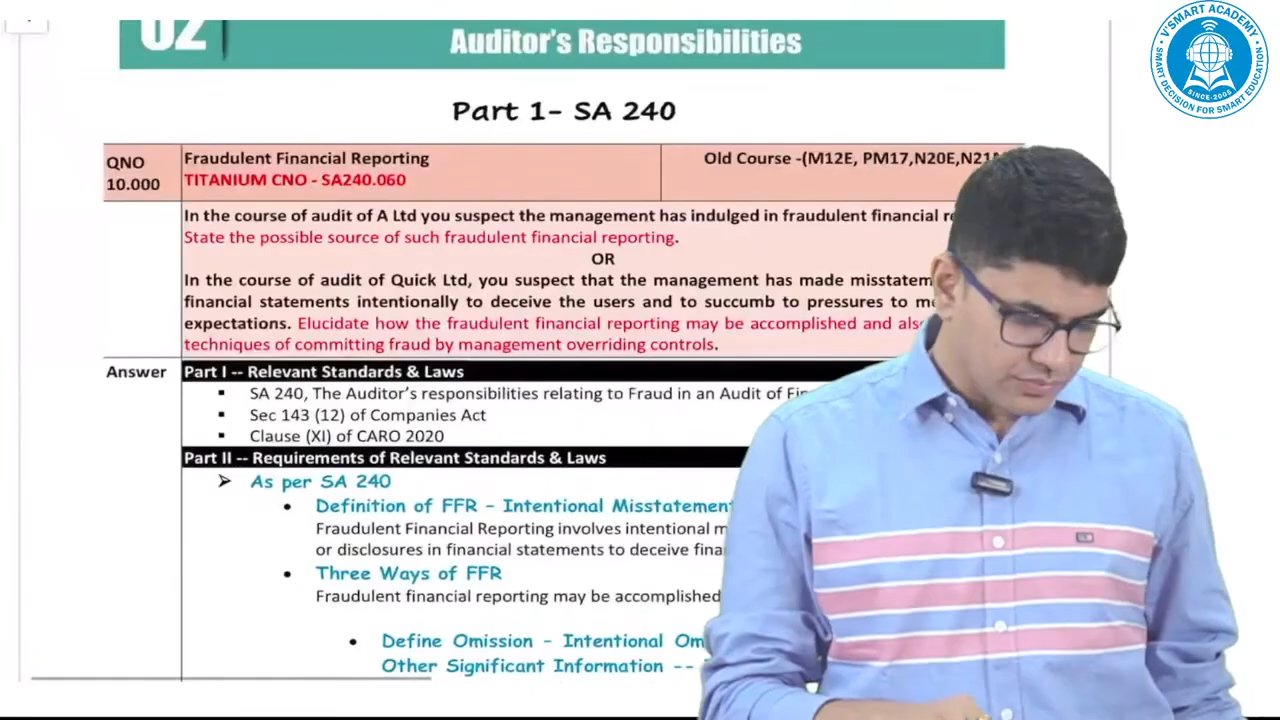 02 Auditor's Responsibilities
V'SMART ACADEMY
SMART DECISION FOR SMART EDUCATION
SINCE-2005
Part 1- SA 240
QNO 10.000
Fraudulent Financial Reporting
Old Course -(M12E, PM17,N20E,N21
TITANIUM CNO - SA240.060
In the course of audit of A Ltd you suspect the management has indulged in fraudulent financial
State the possible source of such fraudulent financial reporting.
OR
In the course of audit of Quick Ltd, you suspect that the management has made
financial statements intentionally to deceive the users and to succumb to pressures to
expectations. Elucidate how the fraudulent financial reporting may be accomplished and
techniques of committing fraud by management overriding controls.
Answer
Part I -- Relevant Standards & Laws
▪ SA 240, The Auditor's responsibilities relating to Fraud in an Audit of
▪ Sec 143 (12) of Companies Act
▪ Clause (XI) of CARO 2020
Part II -- Requirements of Relevant Standards & Laws
➢ As per SA 240
• Definition of FFR – Intentional Misstatement
Fraudulent Financial Reporting involves intentional
or disclosures in financial statements to deceive
• Three Ways of FFR
Fraudulent financial reporting may be accomplished
• Define Omission – Intentional
Other Significant Information --